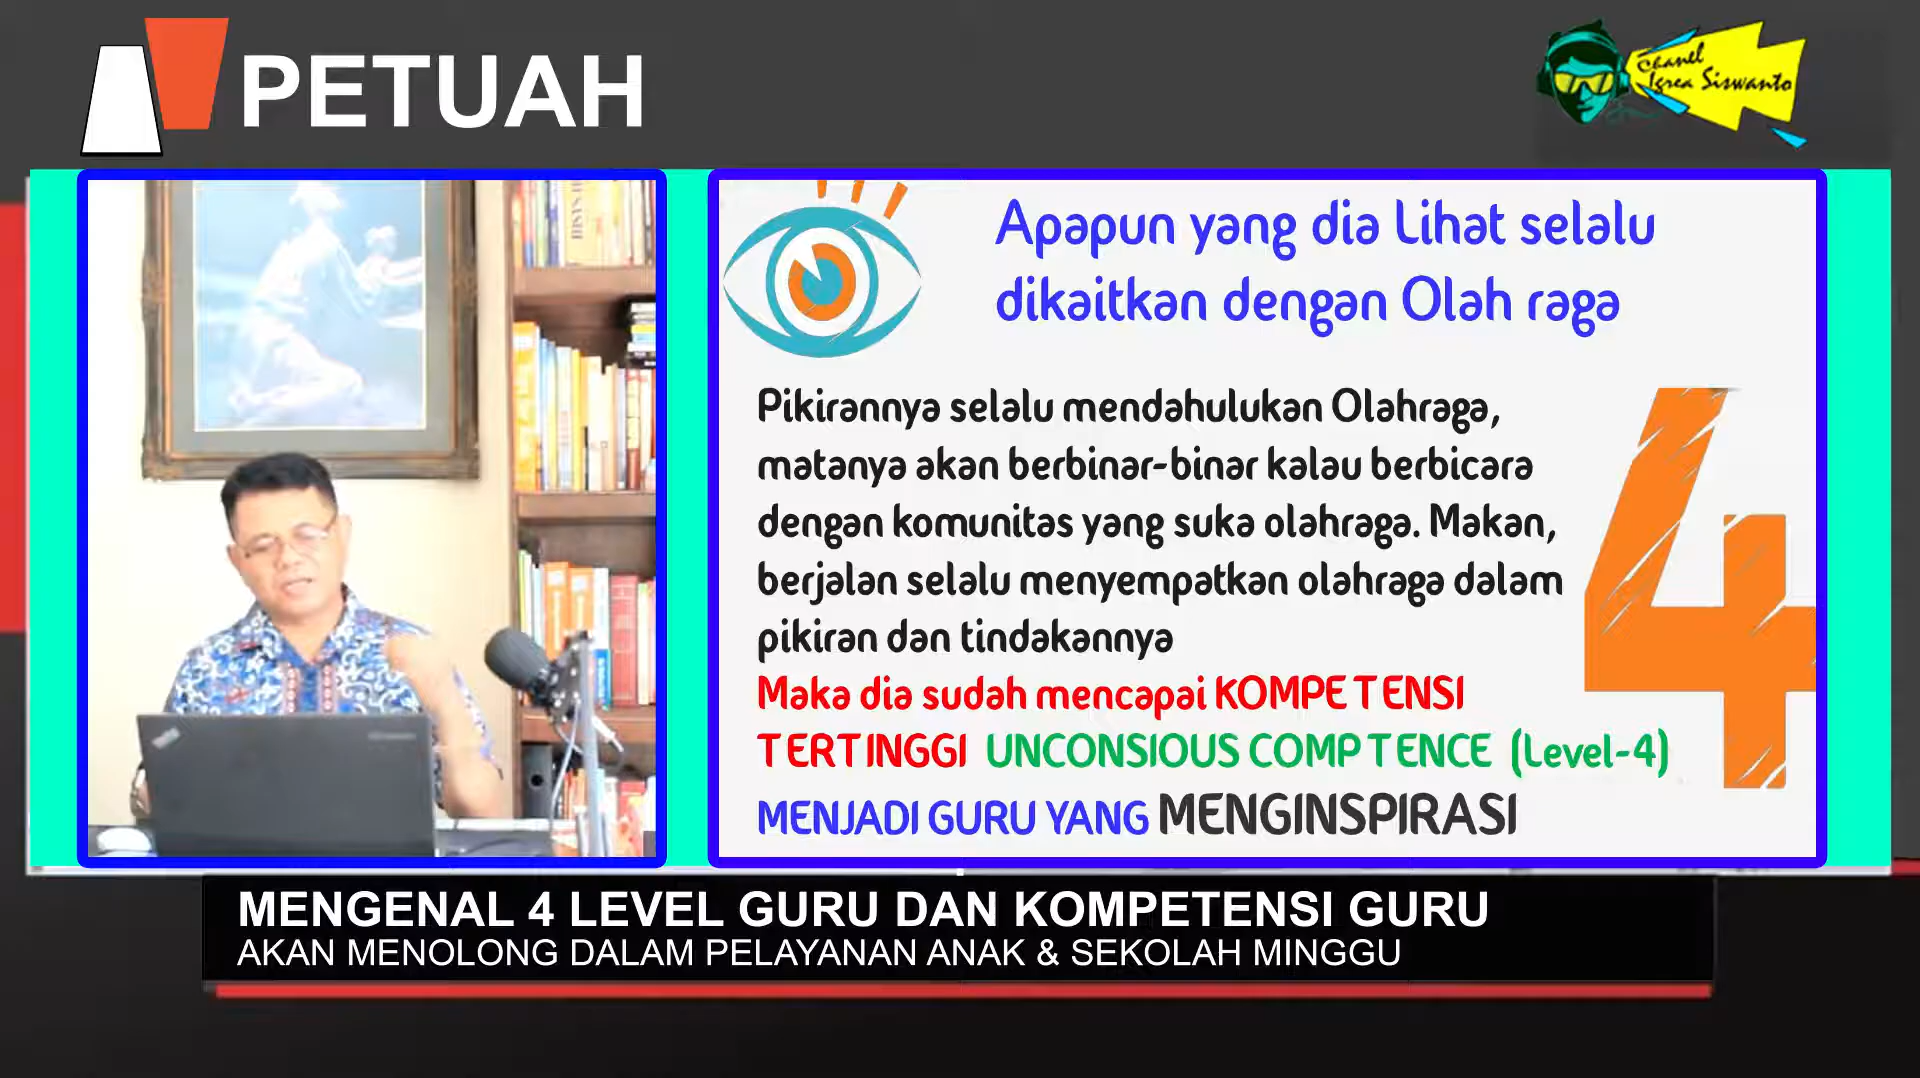 PETUAH
Chanel
Igrea Siswanto
Apapun yang dia Lihat selalu
dikaitkan dengan Olah raga
Pikirannya selalu mendahulukan Olahraga,
matanya akan berbinar-binar kalau berbicara
dengan komunitas yang suka olahraga. Makan,
berjalan selalu menyempatkan olahraga dalam
pikiran dan tindakannya
Maka dia sudah mencapai KOMPETENSI
TERTINGGI UNCONSIOUS COMPTENCE (Level-4)
MENJADI GURU YANG MENGINSPIRASI
4
MENGENAL 4 LEVEL GURU DAN KOMPETENSI GURU
AKAN MENOLONG DALAM PELAYANAN ANAK & SEKOLAH MINGGU